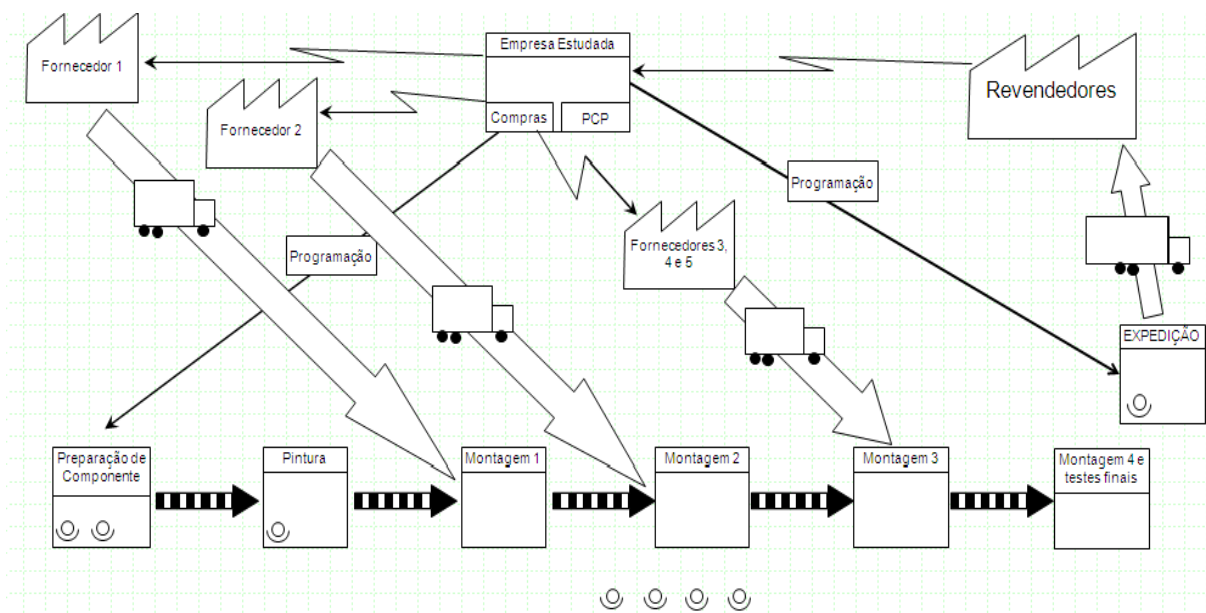 Fornecedor 1
Empresa Estudada
Compras
PCP
Revendedores
Fornecedor 2
Programação
Programação
Fornecedores 3,
4 e 5
EXPEDIÇÃO
Preparação de
Componente
Pintura
Montagem 1
Montagem 2
Montagem 3
Montagem 4 e
testes finais